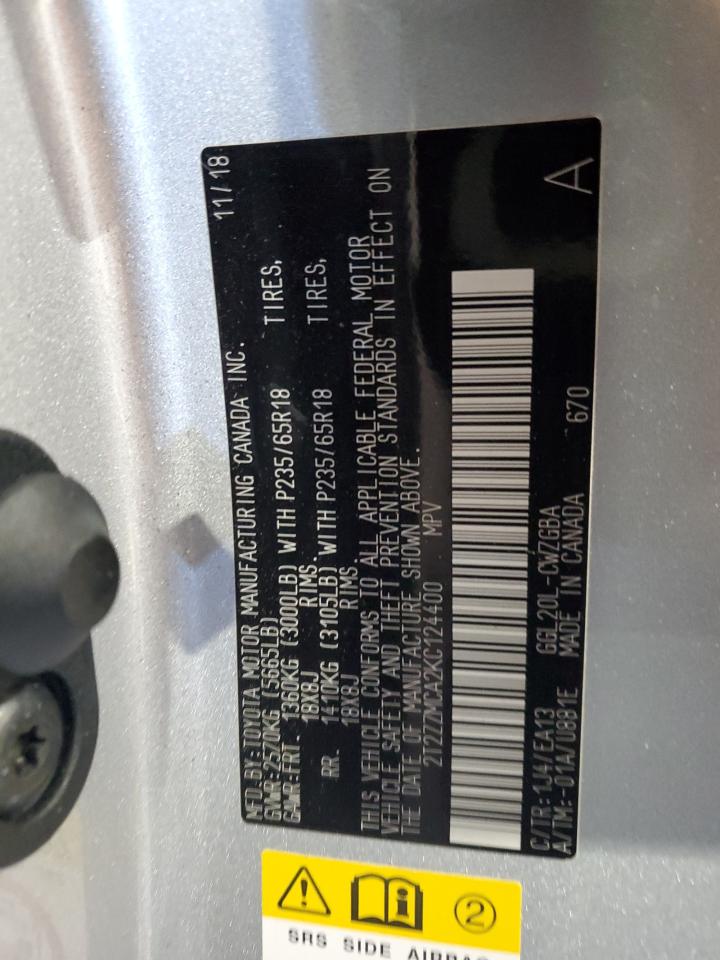 MFD.BY:TOYOTA MOTOR MANUFACTURING CANADA INC. 11/18
GVWR:2570KG (5665LB)
GAWR-FRT. 1360KG (3000LB) WITH P235/65R18 TIRES,
18X8J RIMS.
RR. 1410KG (3105LB) WITH P235/65R18 TIRES,
18X8J RIMS.
THIS VEHICLE CONFORMS TO ALL APPLICABLE FEDERAL MOTOR
VEHICLE SAFETY AND THEFT PREVENTION STANDARDS IN EFFECT ON
THE DATE OF MANUFACTURE SHOWN ABOVE.
2T2ZZMCA2KC124400 MPV
A
C/TR:1J4/EA13 GGL20L-CWZGBA
A/TM:-01A/U881E MADE IN CANADA 670
2
SRS SIDE AIRBAG